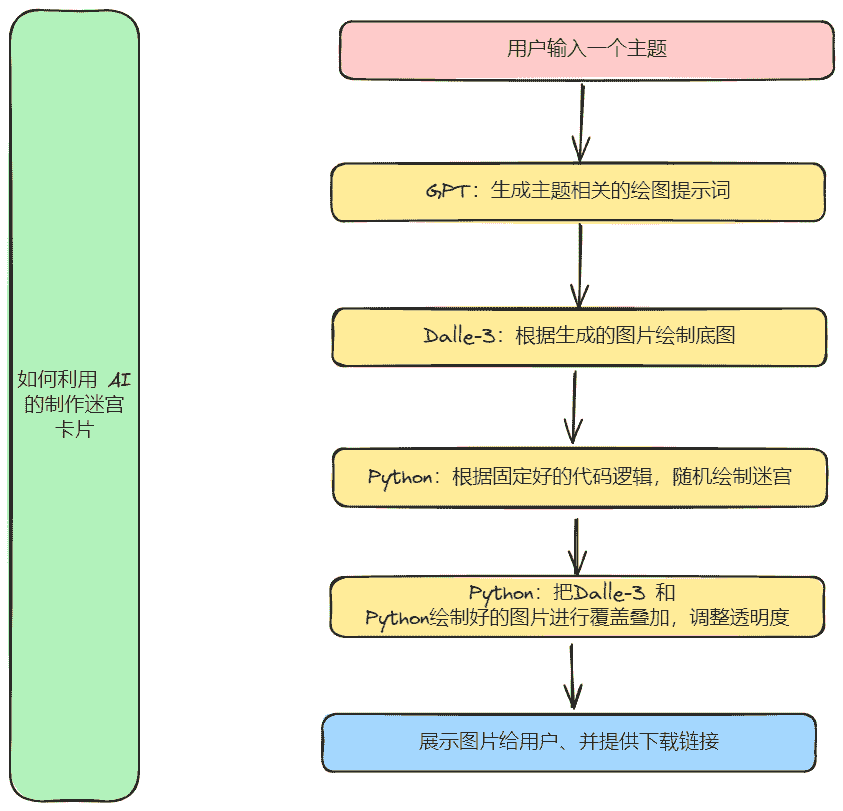 如何利用 AI
的制作迷宫
卡片
用户输入一个主题
GPT：生成主题相关的绘图提示词
Dalle-3：根据生成的图片绘制底图
Python：根据固定好的代码逻辑，随机绘制迷宫
Python：把Dalle-3 和
Python绘制好的图片进行覆盖叠加，调整透明度
展示图片给用户、并提供下载链接